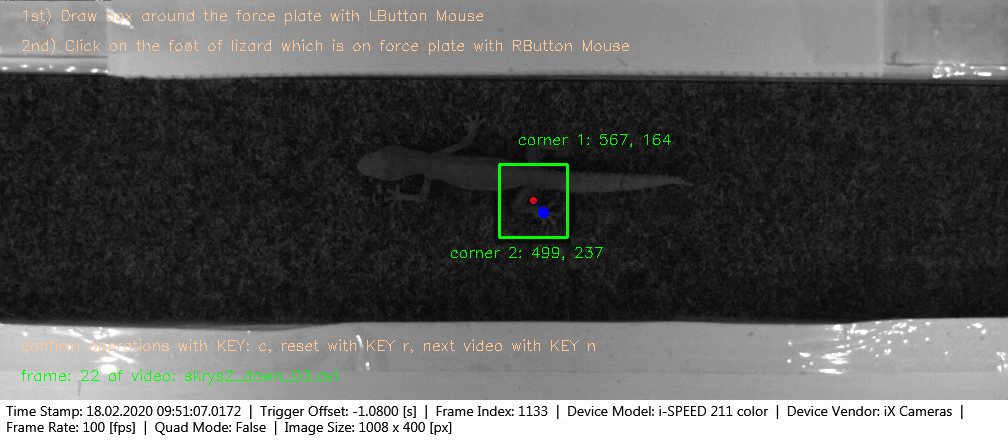 1st) Draw box around the force plate with LButton Mouse
2nd) Click on the foot of lizard which is on force plate with RButton Mouse
corner 1: 567, 164
corner 2: 499, 237
confirm operations with KEY: c, reset with KEY r, next video with KEY n
frame: 22 of video: skrys2_down_33.avi
Time Stamp: 18.02.2020 09:51:07.0172 | Trigger Offset: -1.0800 [s] | Frame Index: 1133 | Device Model: i-SPEED 211 color | Device Vendor: iX Cameras |
Frame Rate: 100 [fps] | Quad Mode: False | Image Size: 1008 x 400 [px]